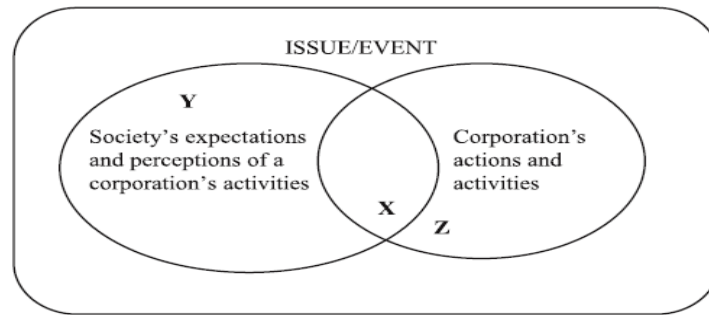 ISSUE/EVENT
Y
Society's expectations
and perceptions of a
corporation's activities
Corporation's
actions and
activities
X
Z